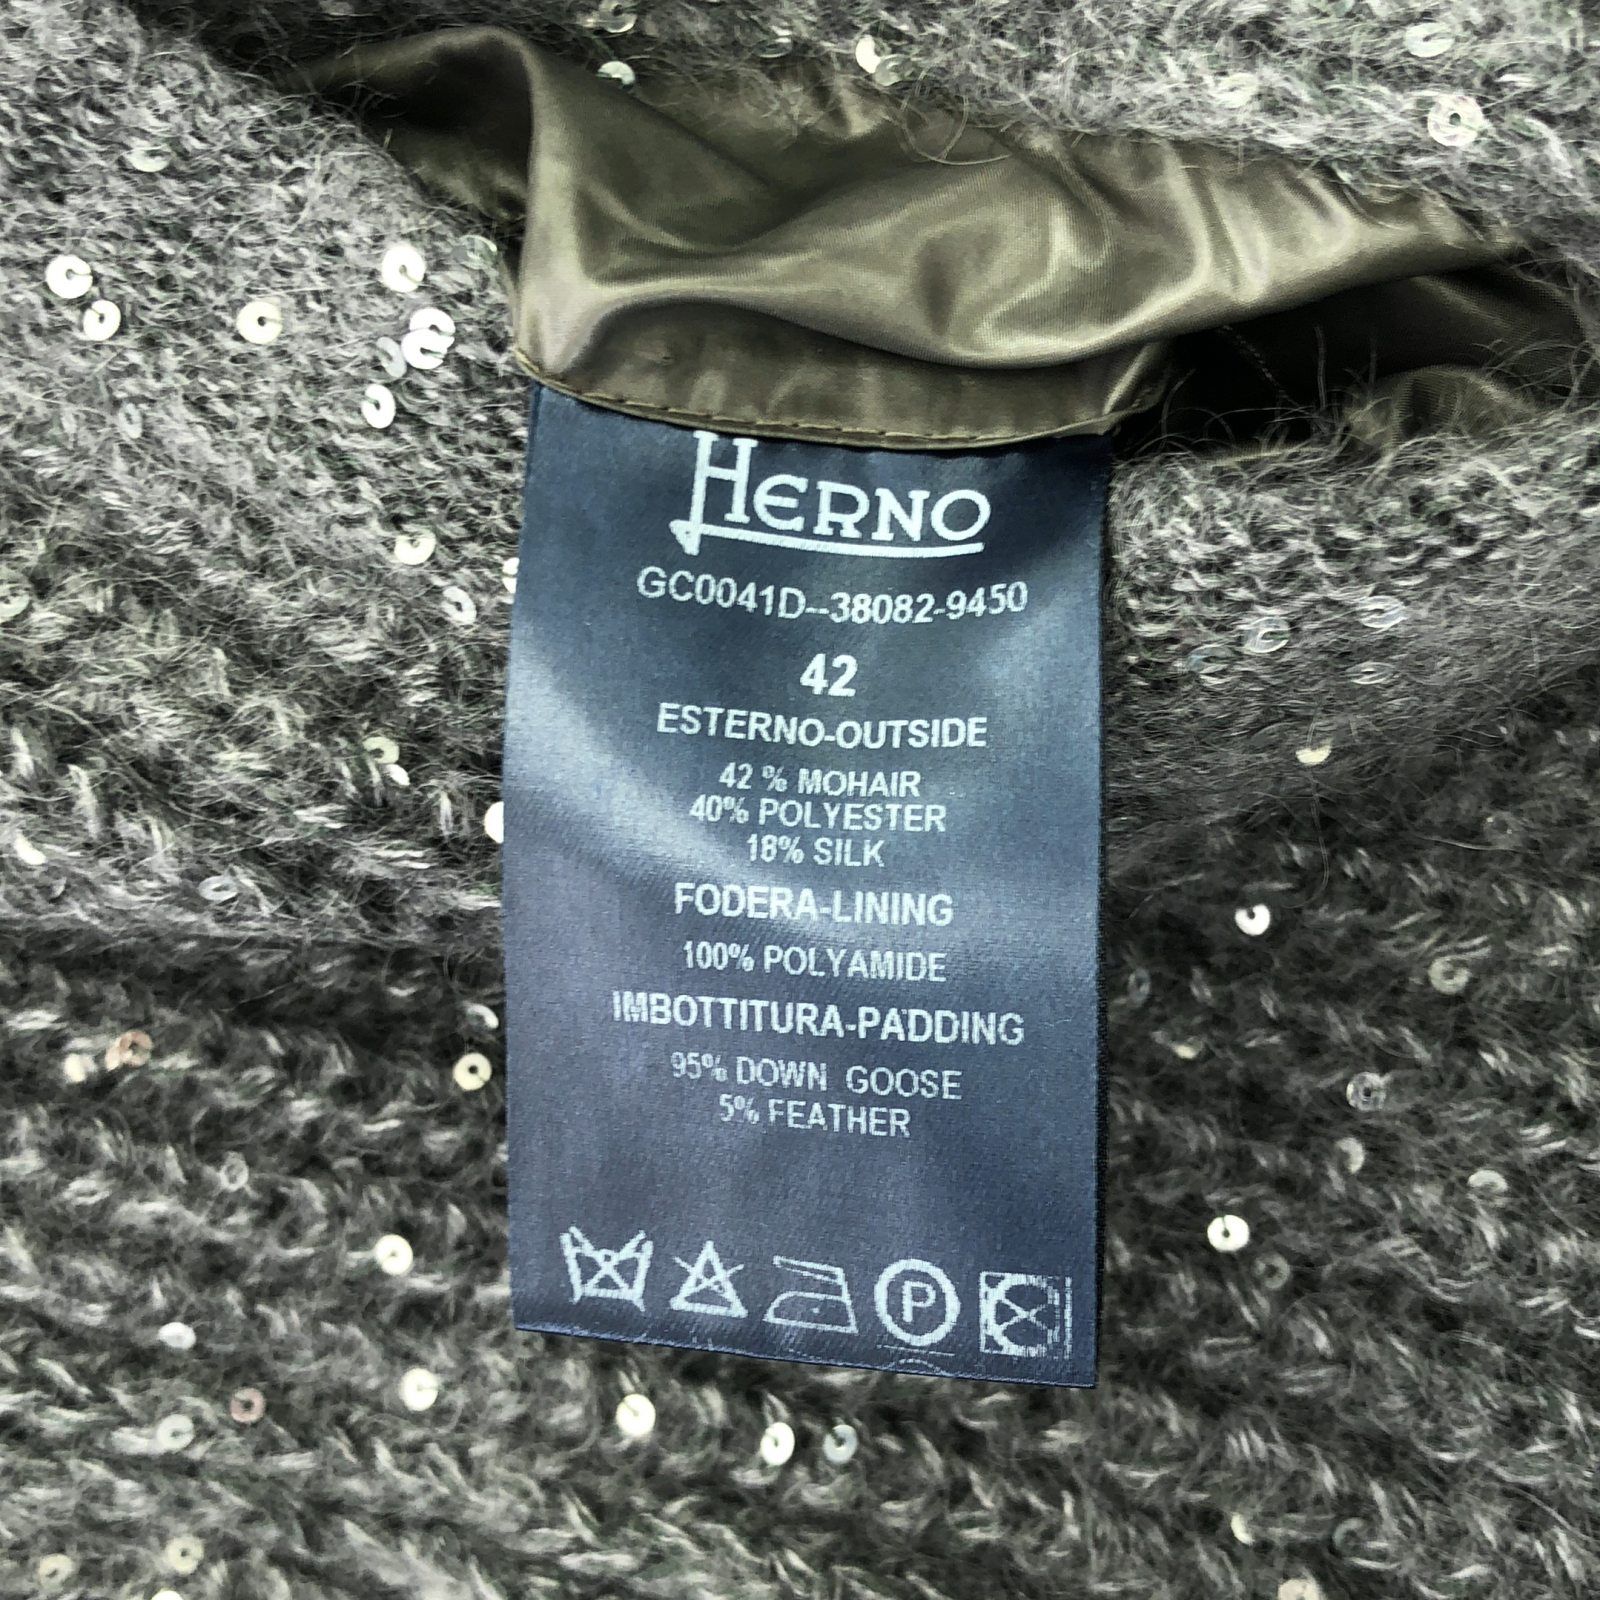 HERNO
GC0041D--38082-9450
42
ESTERNO-OUTSIDE
42 % MOHAIR
40% POLYESTER
18% SILK
FODERA-LINING
100% POLYAMIDE
IMBOTTITURA-PADDING
95% DOWN GOOSE
5% FEATHER
P